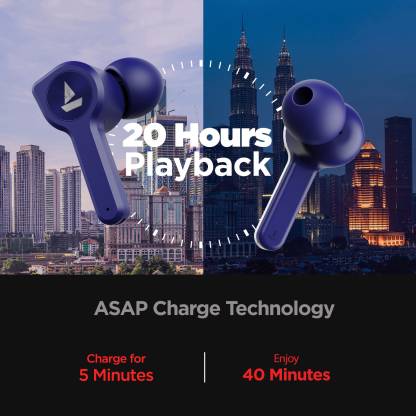 20 Hours
Playback
ASAP Charge Technology
Charge for
5 Minutes
Enjoy
40 Minutes